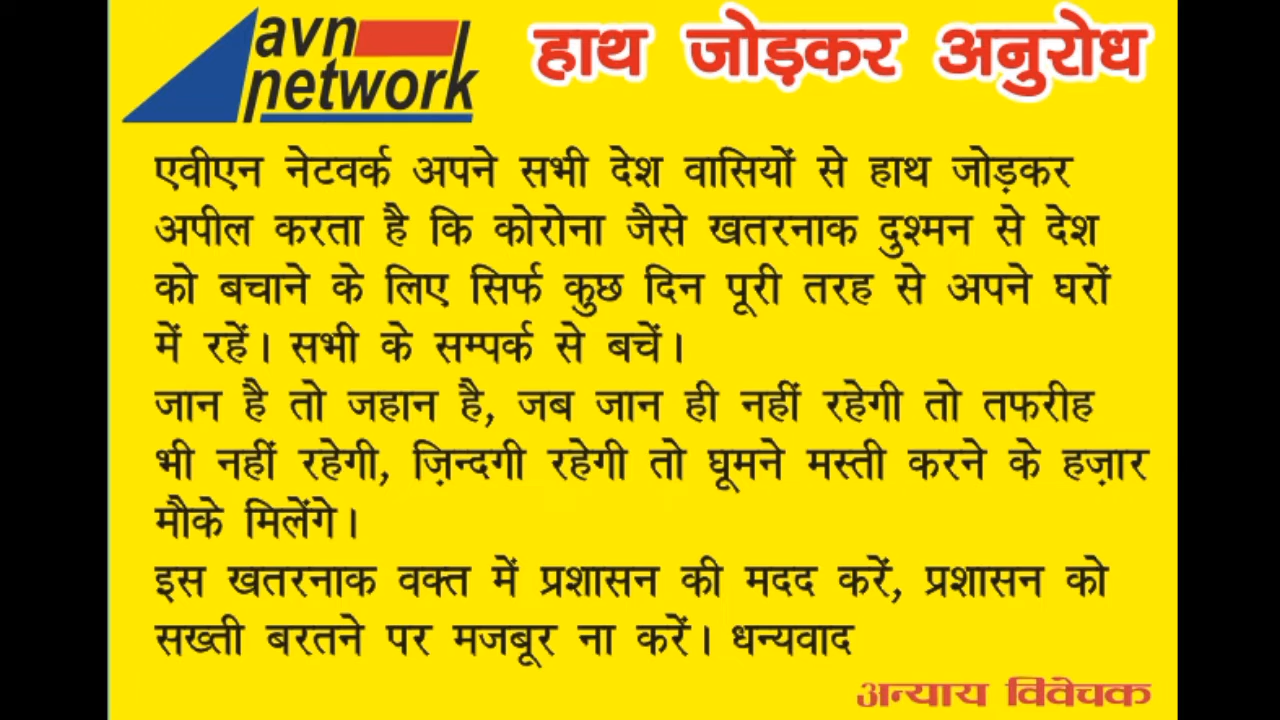 avn
network
हाथ जोड़कर अनुरोध
एवीएन नेटवर्क अपने सभी देश वासियों से हाथ जोड़कर
अपील करता है कि कोरोना जैसे खतरनाक दुश्मन से देश
को बचाने के लिए सिर्फ कुछ दिन पूरी तरह से अपने घरों
में रहें। सभी के सम्पर्क से बचें।
जान है तो जहान है, जब जान ही नहीं रहेगी तो तफरीह
भी नहीं रहेगी, ज़िन्दगी रहेगी तो घूमने मस्ती करने के हज़ार
मौके मिलेंगे।
इस खतरनाक वक्त में प्रशासन की मदद करें, प्रशासन को
सख्ती बरतने पर मजबूर ना करें। धन्यवाद
अन्याय विवेचक